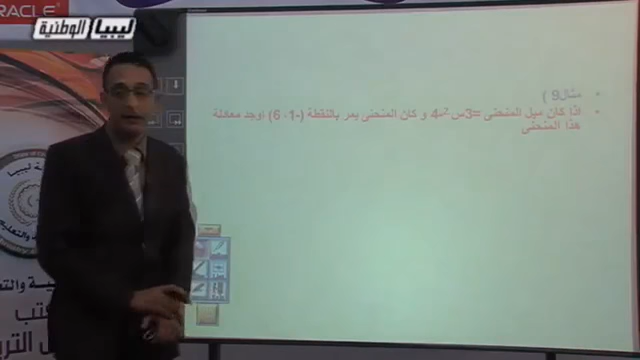 ORACLE
ليبيا الوطنية
مثال9 )
اذا كان ميل المنحنى =3س²-4 و كان المنحنى يمر بالنقطة (-1، 6) اوجد معادلة
هذا المنحنى